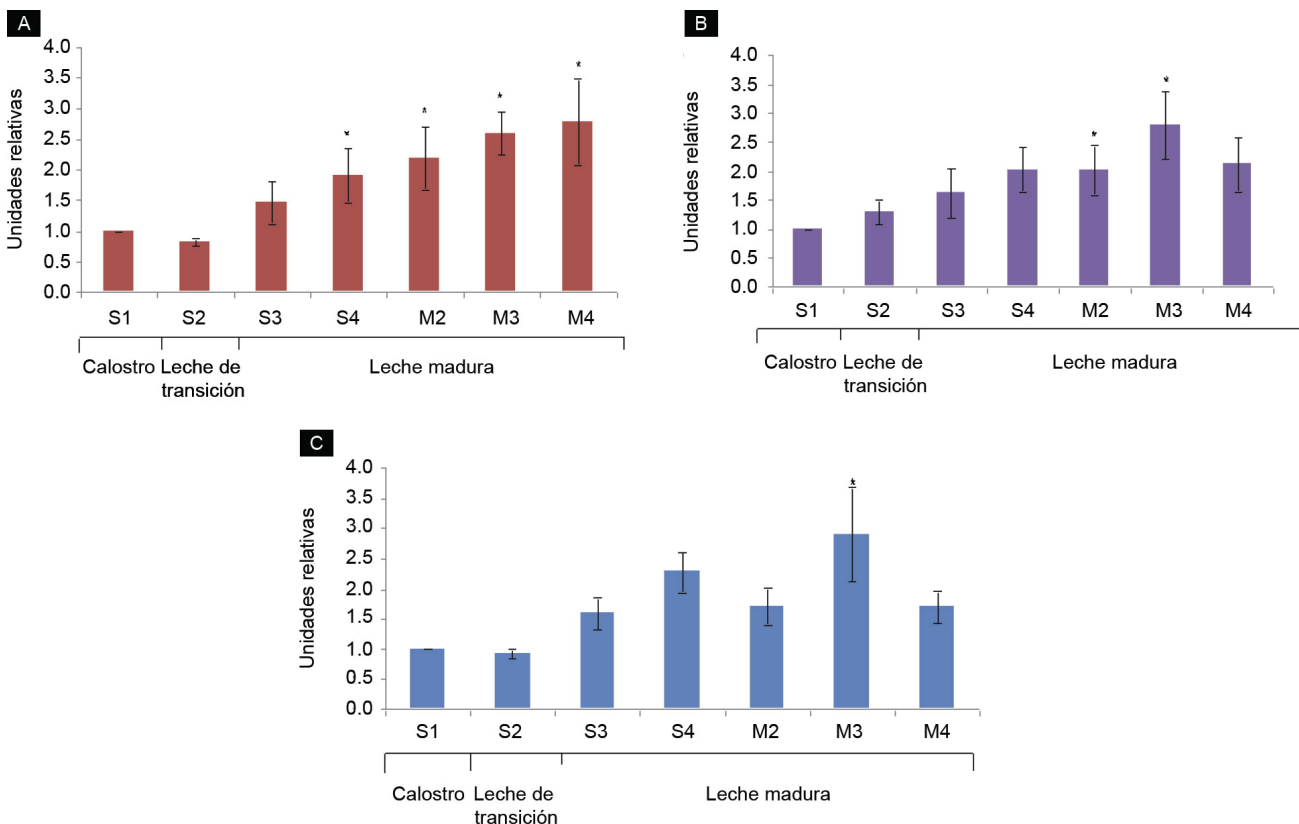 A
Unidades relativas
4.0
3.5
3.0
2.5
2.0
1.5
1.0
0.5
0.0
* * * *
S1 S2 S3 S4 M2 M3 M4
Calostro Leche de transición Leche madura
B
Unidades relativas
4.0
3.5
3.0
2.5
2.0
1.5
1.0
0.5
0.0
* *
S1 S2 S3 S4 M2 M3 M4
Calostro Leche de transición Leche madura
C
Unidades relativas
4.0
3.5
3.0
2.5
2.0
1.5
1.0
0.5
0.0
*
S1 S2 S3 S4 M2 M3 M4
Calostro Leche de transición Leche madura